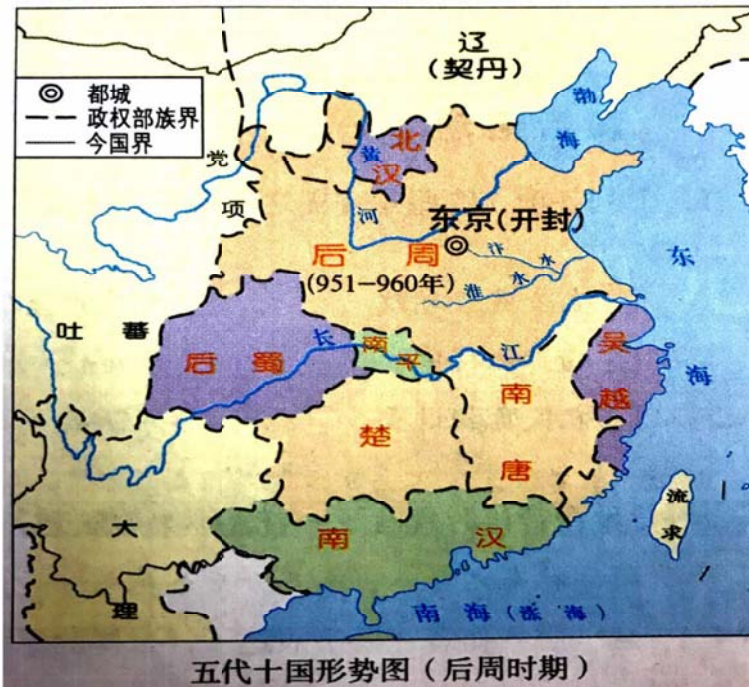 辽
(契丹)
都城
政权部族界
今国界
渤
海
党
项
北
汉
黄
河
东京(开封)
汴水
后周
(951-960年)
淮水
东
海
吐蕃
后蜀
长
江
南平
吴
越
南
唐
楚
流
求
大
理
南汉
南海(涨海)
五代十国形势图(后周时期)